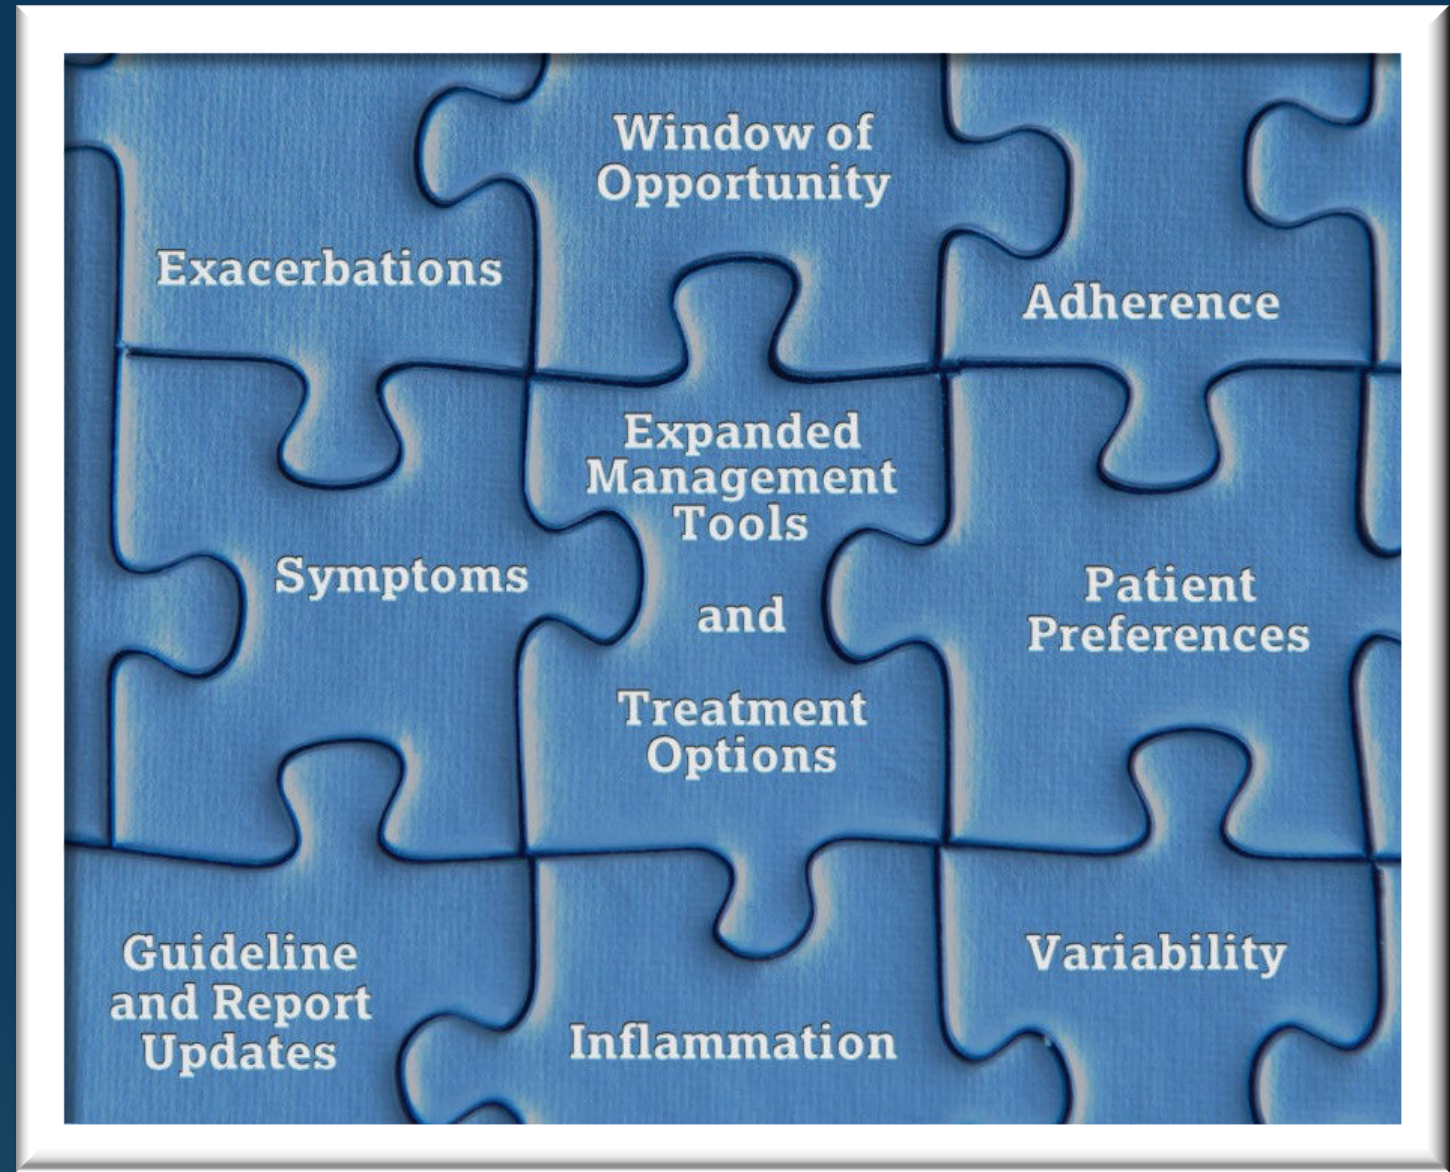 Window of
Opportunity
Exacerbations
Adherence
Expanded
Management
Tools
and
Treatment
Options
Symptoms
Patient
Preferences
Guideline
and Report
Updates
Inflammation
Variability